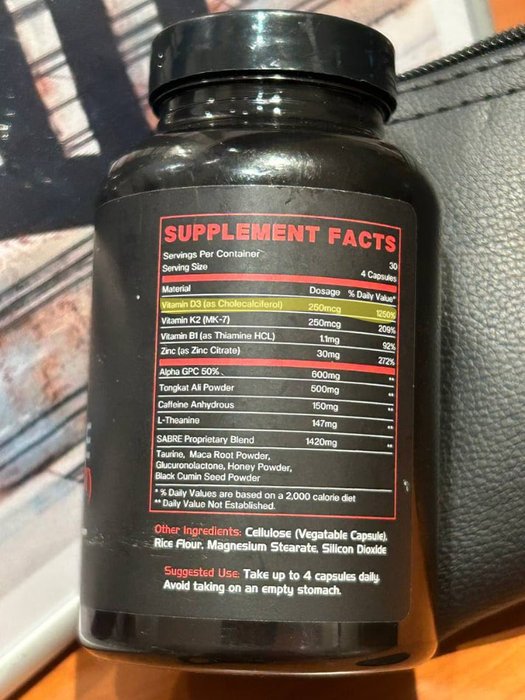 SUPPLEMENT FACTS
Servings Per Container 30
Serving Size 4 Capsules
Material Dosage % Daily Value*
Vitamin D3 (as Cholecalciferol) 250mcg 1250%
Vitamin K2 (MK-7) 250mcg 209%
Vitamin B1 (as Thiamine HCL) 1.1mg 92%
Zinc (as Zinc Citrate) 30mg 272%
Alpha GPC 50% 600mg **
Tongkat Ali Powder 500mg **
Caffeine Anhydrous 150mg **
L-Theanine 147mg **
SABRE Proprietary Blend 1420mg **
Taurine, Maca Root Powder,
Glucuronolactone, Honey Powder,
Black Cumin Seed Powder
* % Daily Values are based on a 2,000 calorie diet
** Daily Value Not Established.
Other Ingredients: Cellulose (Vegatable Capsule),
Rice Flour, Magnesium Stearate, Silicon Dioxide
Suggested Use: Take up to 4 capsules daily.
Avoid taking on an empty stomach.